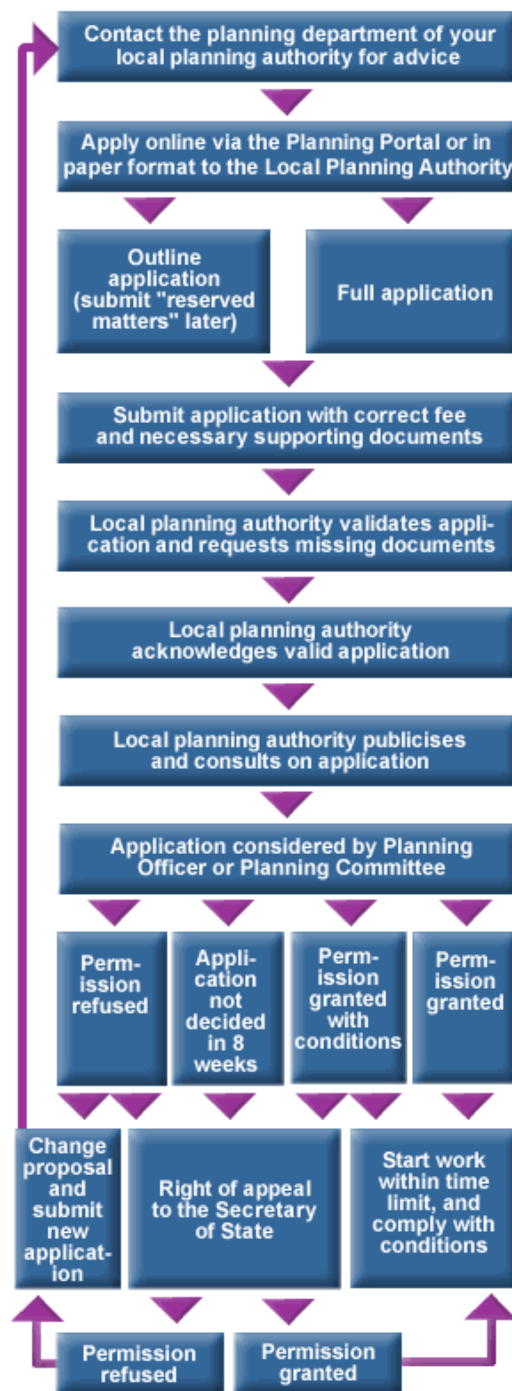 Contact the planning department of your
local planning authority for advice
Apply online via the Planning Portal or in
paper format to the Local Planning Authority
Outline
application
(submit "reserved
matters" later)
Full application
Submit application with correct fee
and necessary supporting documents
Local planning authority validates appli-
cation and requests missing documents
Local planning authority
acknowledges valid application
Local planning authority publicises
and consults on application
Application considered by Planning
Officer or Planning Committee
Perm-
ission
refused
Appli-
cation
not
decided
in 8
weeks
Perm-
ission
granted
with
conditions
Perm-
ission
granted
Change
proposal
and
submit
new
applicat-
ion
Right of appeal
to the Secretary
of State
Start work
within time
limit, and
comply with
conditions
Permission
refused
Permission
granted